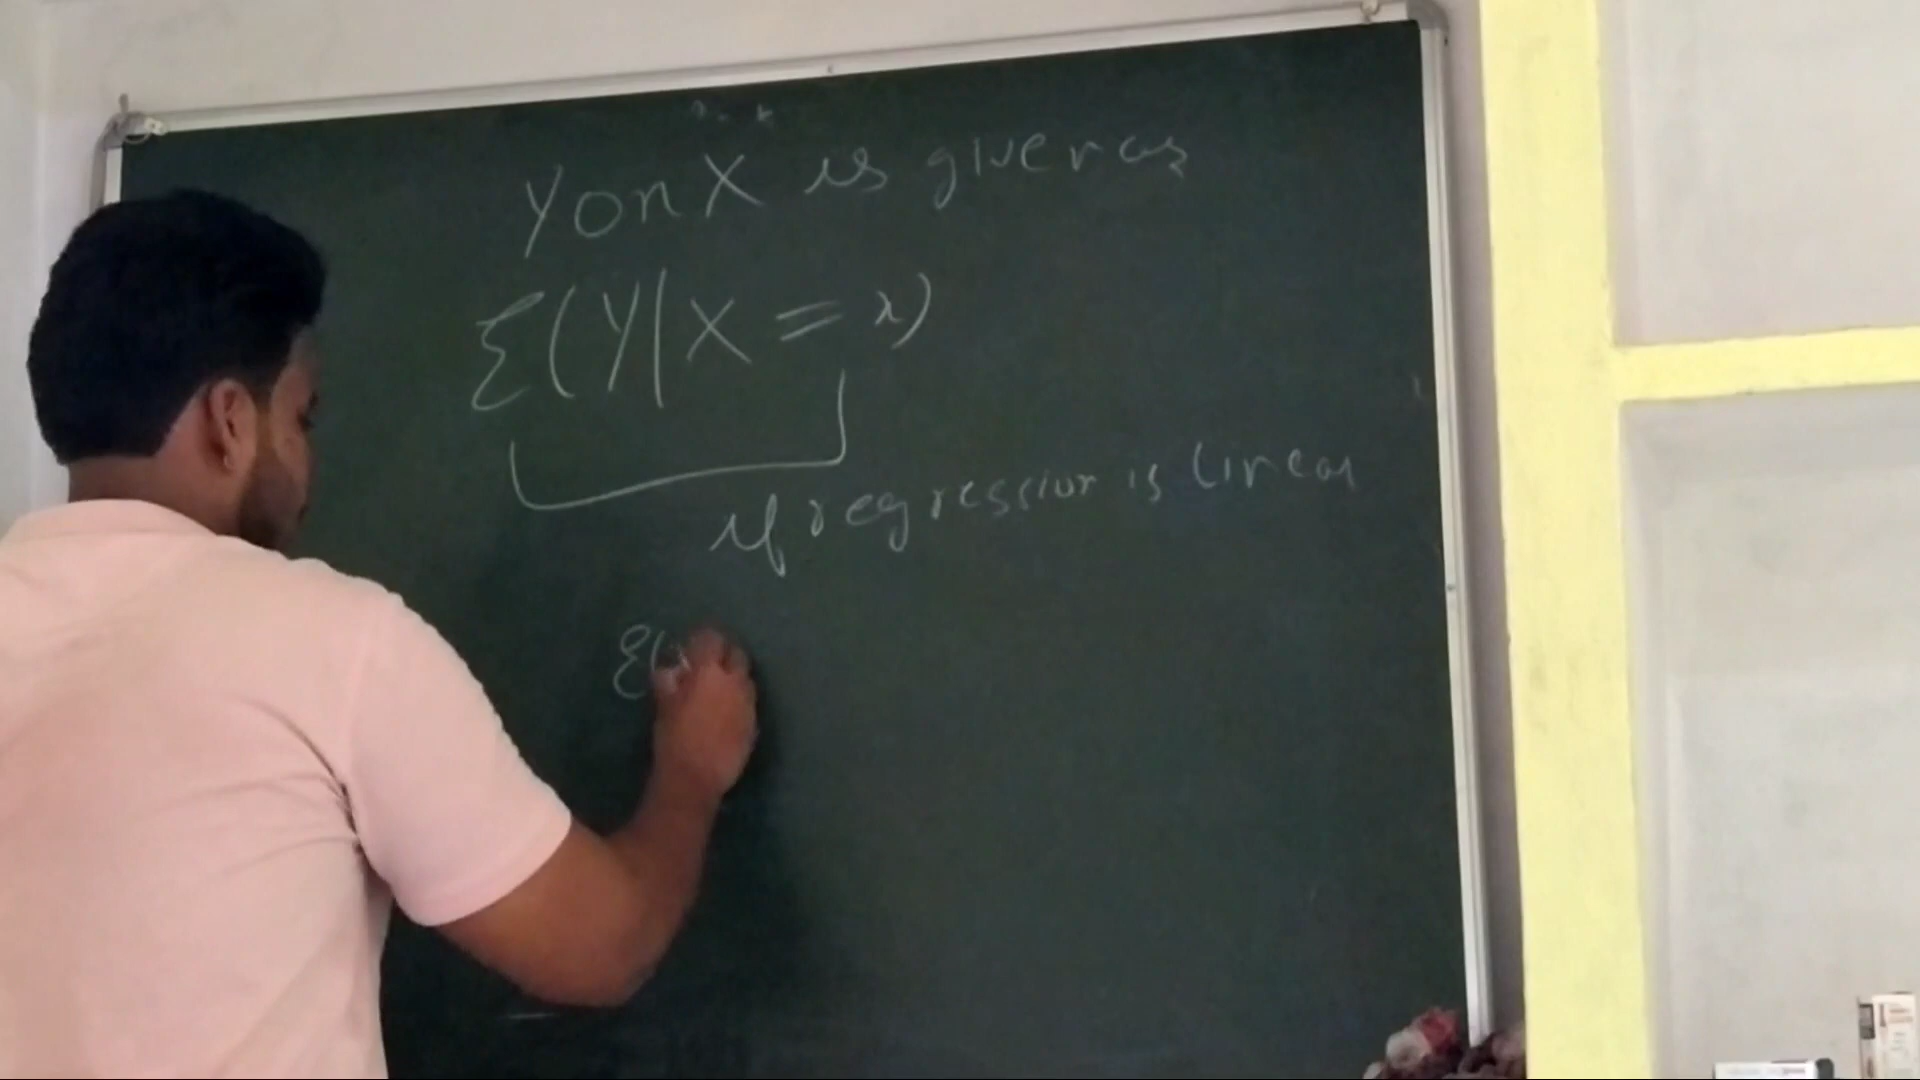 Y on X is given as
E(Y|X = x)
if regression is linear
E(